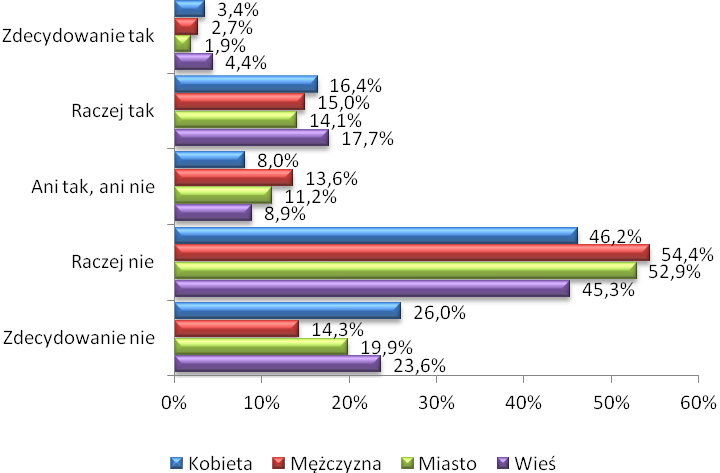 Zdecydowanie tak
3,4%
2,7%
1,9%
4,4%
Raczej tak
16,4%
15,0%
14,1%
17,7%
Ani tak, ani nie
8,0%
13,6%
11,2%
8,9%
Raczej nie
46,2%
54,4%
52,9%
45,3%
Zdecydowanie nie
26,0%
14,3%
19,9%
23,6%
0% 10% 20% 30% 40% 50% 60%
Kobieta Mężczyzna Miasto Wieś